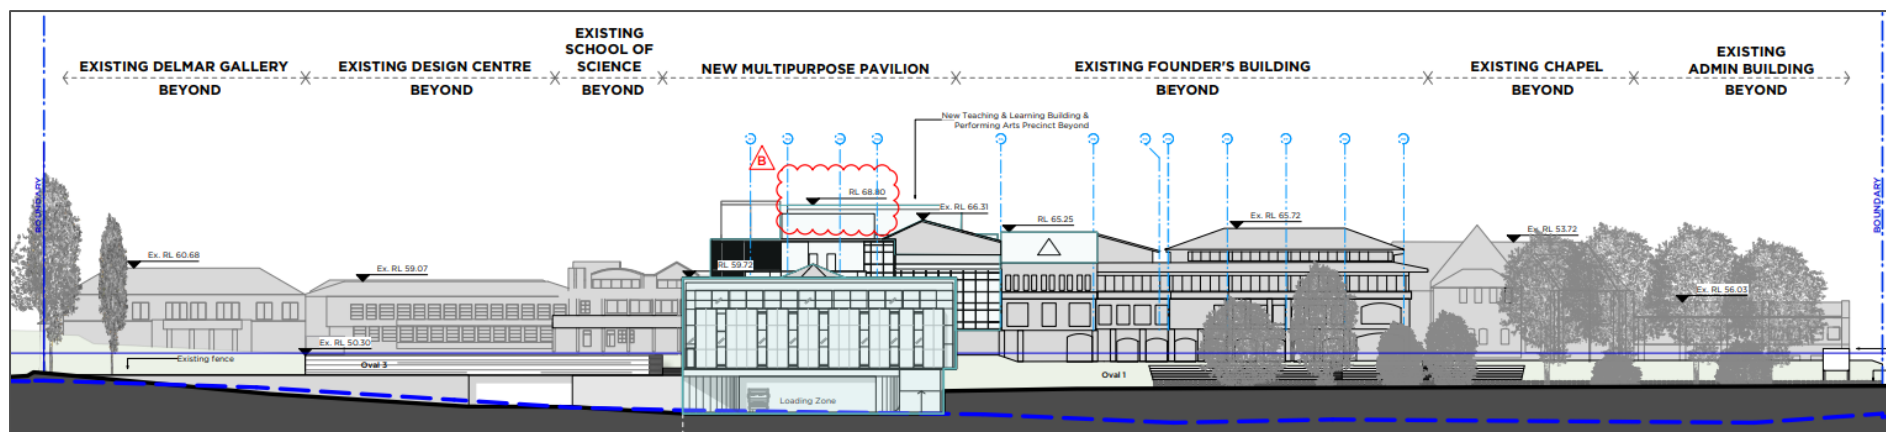 EXISTING DELMAR GALLERY
BEYOND
EXISTING DESIGN CENTRE
BEYOND
EXISTING
SCHOOL OF
SCIENCE
BEYOND
NEW MULTIPURPOSE PAVILION
EXISTING FOUNDER'S BUILDING
BEYOND
EXISTING CHAPEL
BEYOND
EXISTING
ADMIN BUILDING
BEYOND
New Teaching & Learning Building &
Performing Arts Precinct Beyond
B
BOUNDARY
BOUNDARY
RL 68.80
Ex. RL 66.31
RL 65.25
Ex. RL 65.72
Ex. RL 53.72
Ex. RL 60.68
Ex. RL 59.07
RL 59.72
Ex. RL 56.03
Ex. RL 50.30
Existing fence
Oval 3
Oval 1
Loading Zone